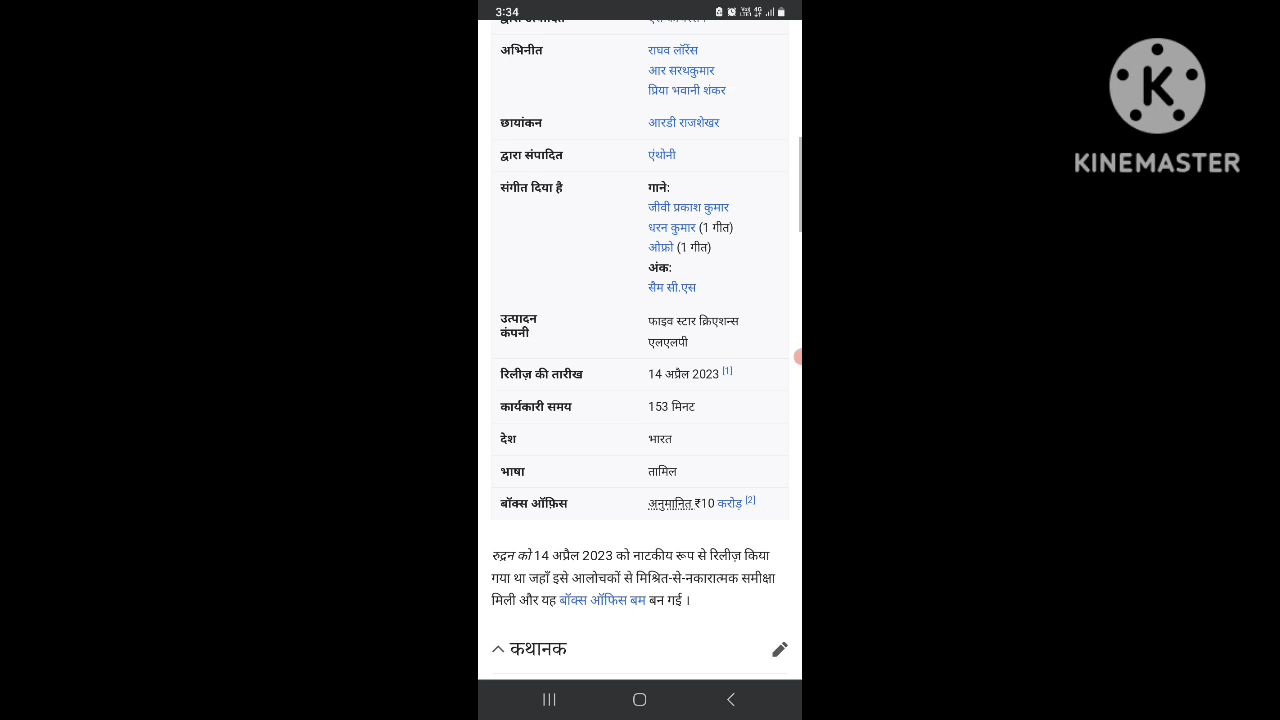 3:34
अभिनीत राघव लॉरेंस
आर सरथकुमार
प्रिया भवानी शंकर
छायांकन आरडी राजशेखर
द्वारा संपादित एंथोनी
संगीत दिया है गाने:
जीवी प्रकाश कुमार
धरन कुमार (1 गीत)
ओफ्रो (1 गीत)
अंक:
सैम सी.एस
उत्पादन
कंपनी
फाइव स्टार क्रिएशन्स
एलएलपी
रिलीज़ की तारीख 14 अप्रैल 2023 [1]
कार्यकारी समय 153 मिनट
देश भारत
भाषा तामिल
बॉक्स ऑफ़िस अनुमानित ₹10 करोड़ [2]
रुद्रन को 14 अप्रैल 2023 को नाटकीय रूप से रिलीज़ किया
गया था जहाँ इसे आलोचकों से मिश्रित-से-नकारात्मक समीक्षा
मिली और यह बॉक्स ऑफिस बम बन गई ।
कथानक
K
KINEMASTER